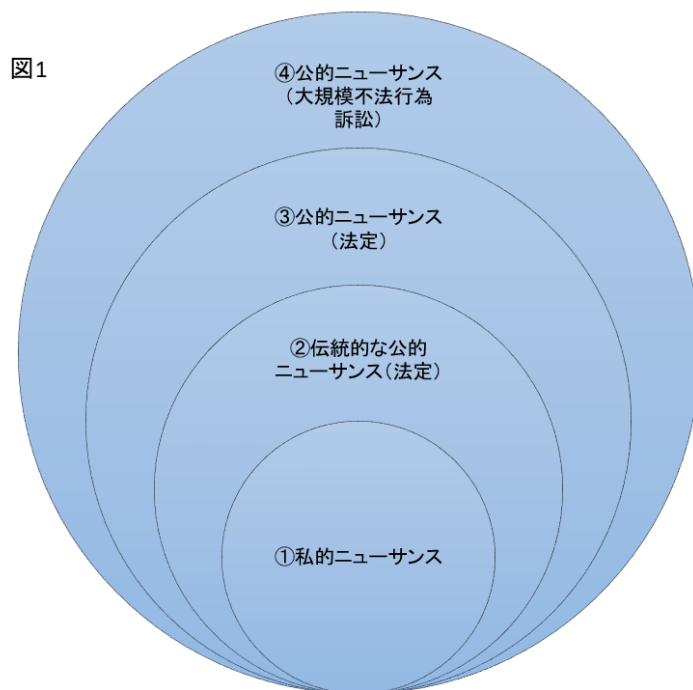 図1
④公的ニューサンス
（大規模不法行為
訴訟）
③公的ニューサンス
（法定）
②伝統的な公的
ニューサンス（法定）
①私的ニューサンス